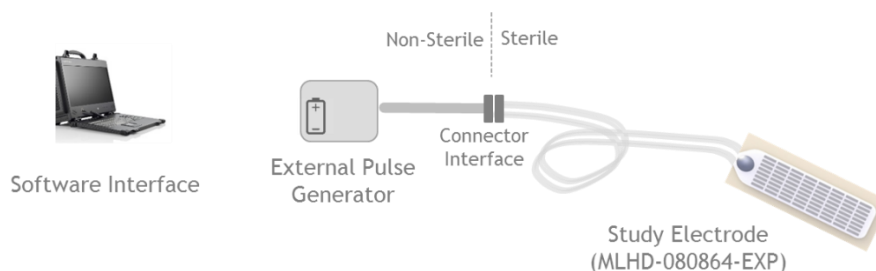 Non-Sterile
Sterile
Connector
Interface
External Pulse
Generator
Software Interface
Study Electrode
(MLHD-080864-EXP)